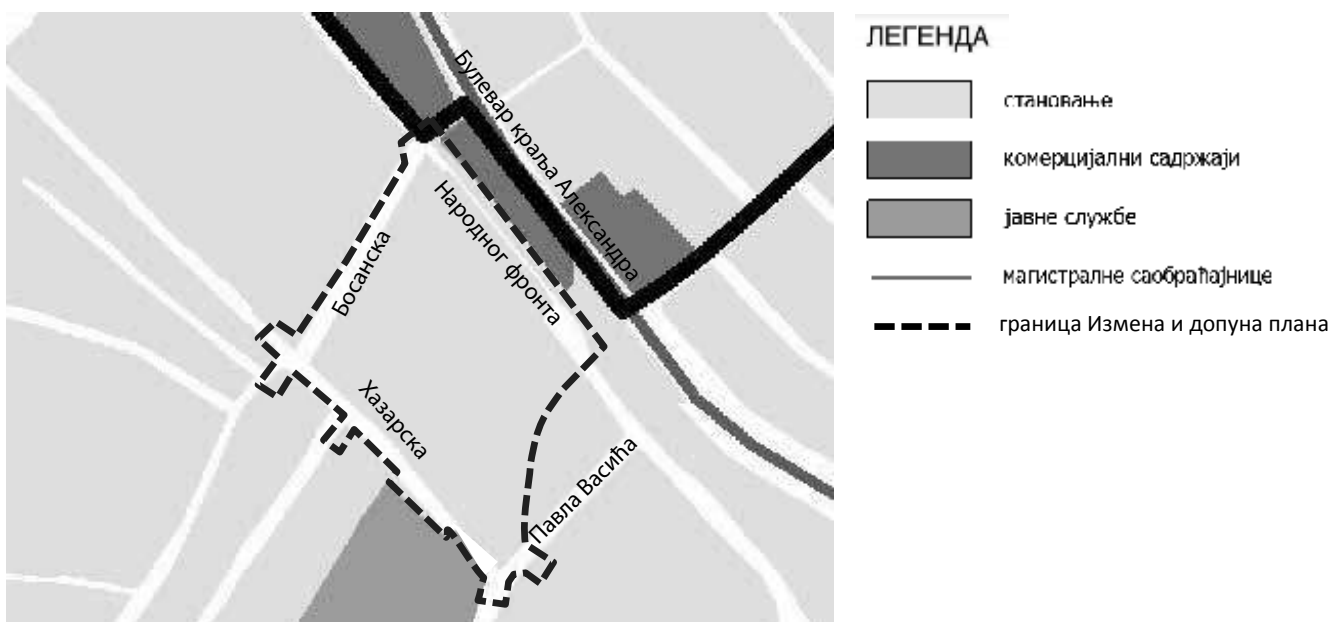 Булевар краља Александра
Народног фронта
Босанска
Хазарска
Павла Васића
ЛЕГЕНДА
становање
комерцијални садржаји
јавне службе
магистралне саобраћајнице
граница Измена и допуна плана